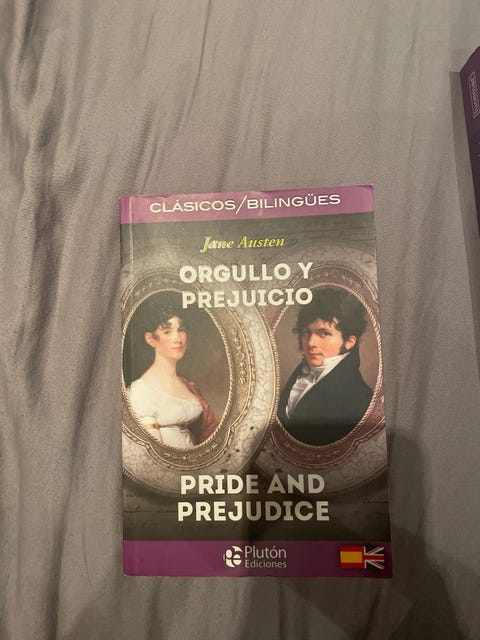 CLÁSICOS/BILINGÜES
Jane Austen
ORGULLO Y
PREJUICIO
PRIDE AND
PREJUDICE
Plutón
Ediciones